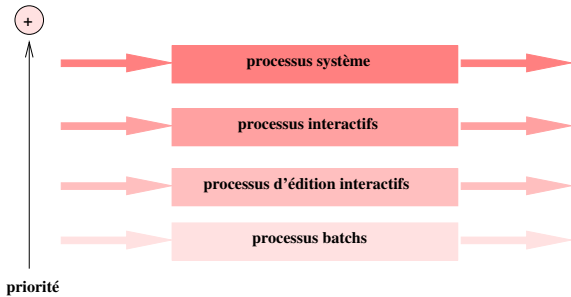 +
processus système
processus interactifs
processus d'édition interactifs
processus batchs
priorité